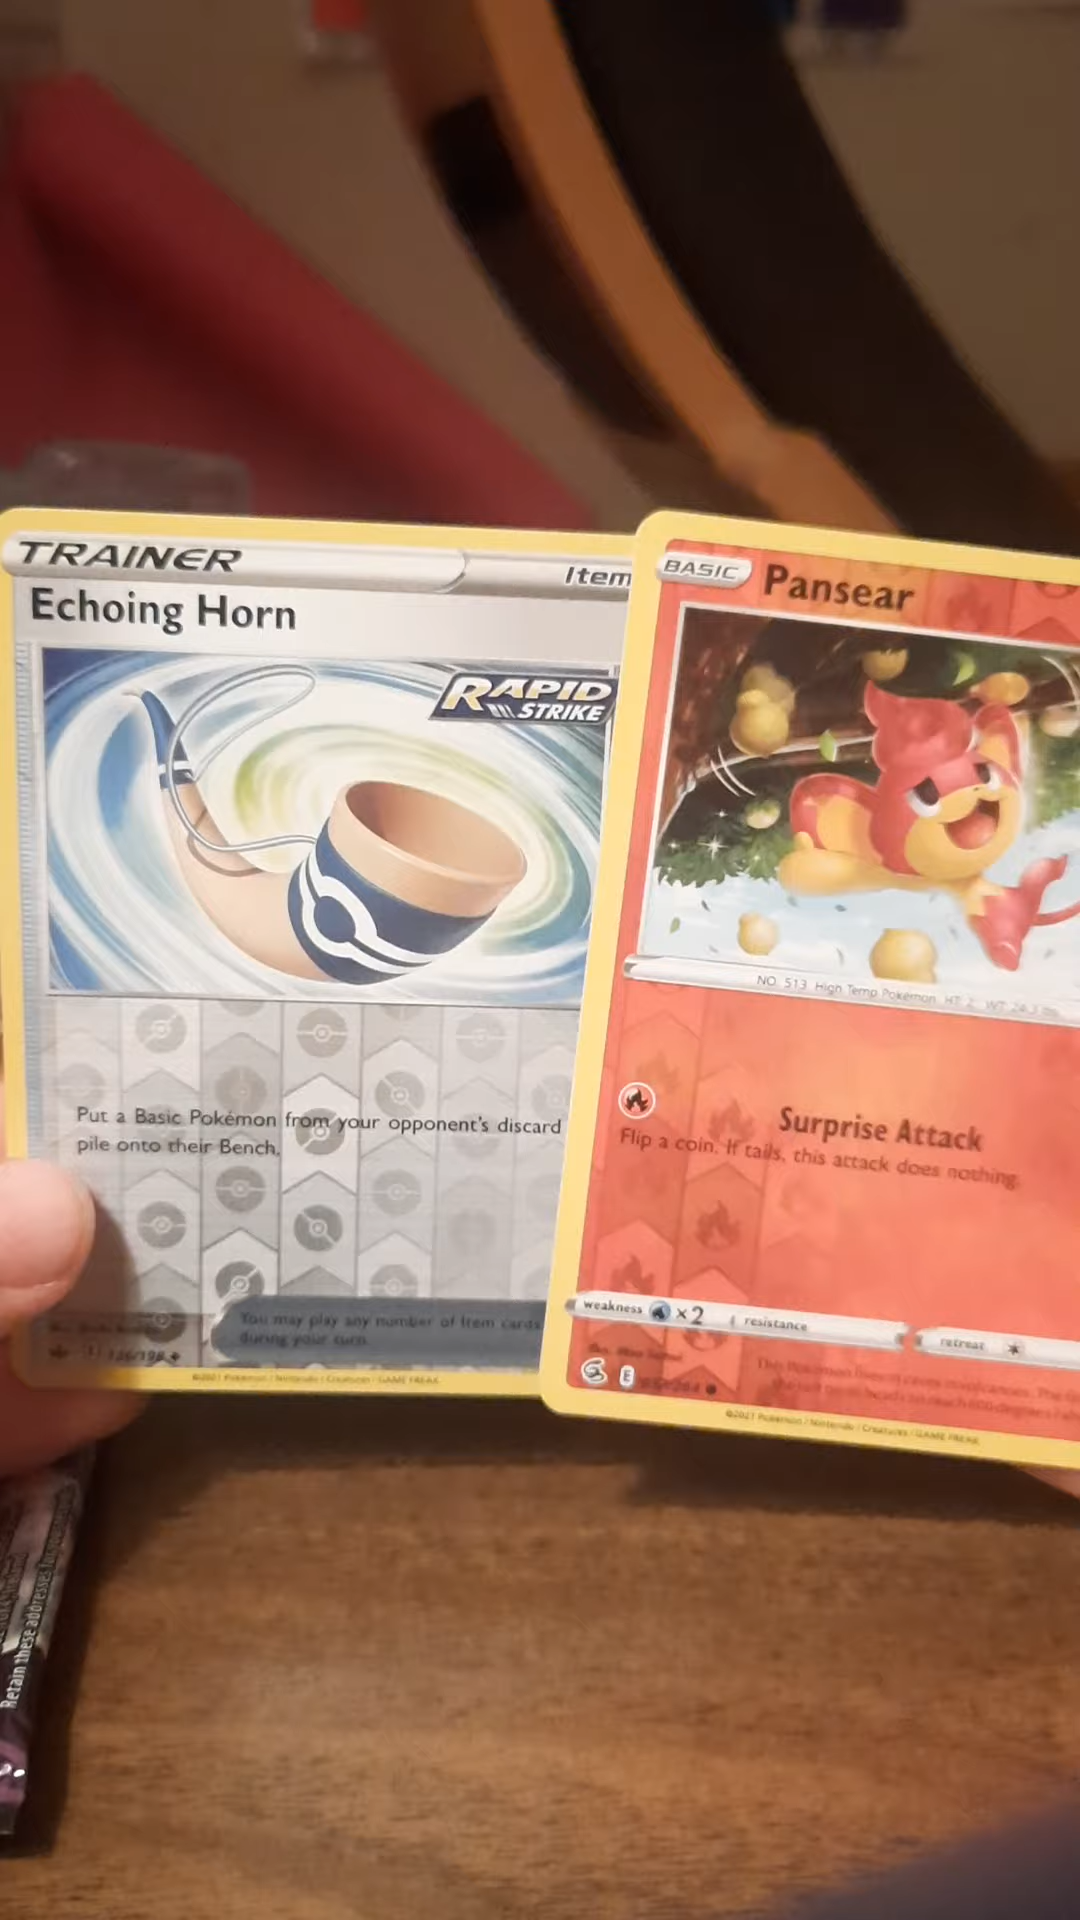 TRAINER
Item
Echoing Horn
RAPID
STRIKE
Put a Basic Pokémon from your opponent's discard
pile onto their Bench.
You may play any number of Item cards
during your turn.
136/198
©2021 Pokémon / Nintendo / Creatures / GAME FREAK
BASIC
Pansear
NO. 513 High Temp Pokémon HT: 2 WT:
Surprise Attack
Flip a coin. If tails, this attack does nothing.
weakness ×2 resistance
retreat
E
©2021 Pokémon / Nintendo / Creatures / GAME FREAK
Retain these addresses for